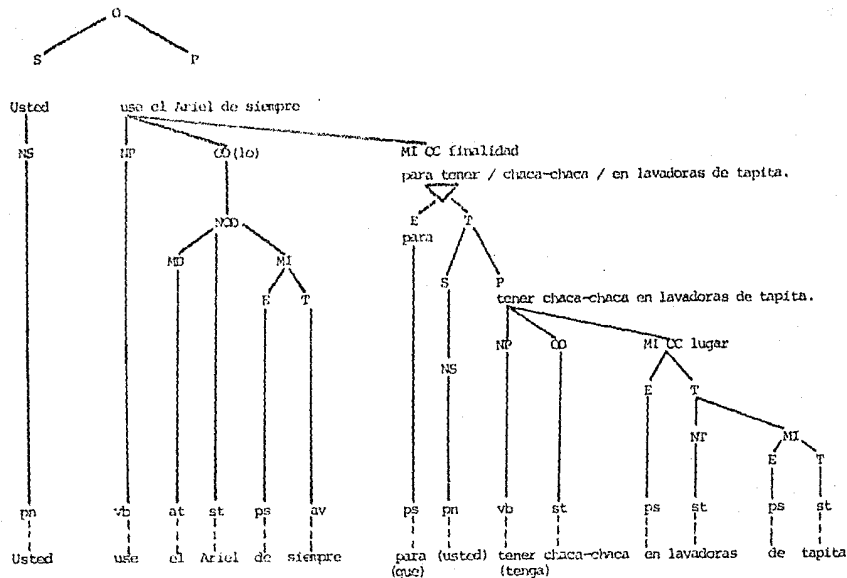 O
S P
Usted use el Ariel de siempre
NS NP OD(lo) MI CC finalidad
para tener / chaca-chaca / en lavadoras de tapita.
NOD E T
para
MD MI
S P
E T
tener chaca-chaca en lavadoras de tapita.
NP OD MI CC lugar
NS
E T
NT MI
E T
pn vb at st ps av ps pn vb st ps st ps st
Usted use el Ariel de siempre para (usted) tener chaca-chaca en lavadoras de tapita
(que) (tenga)